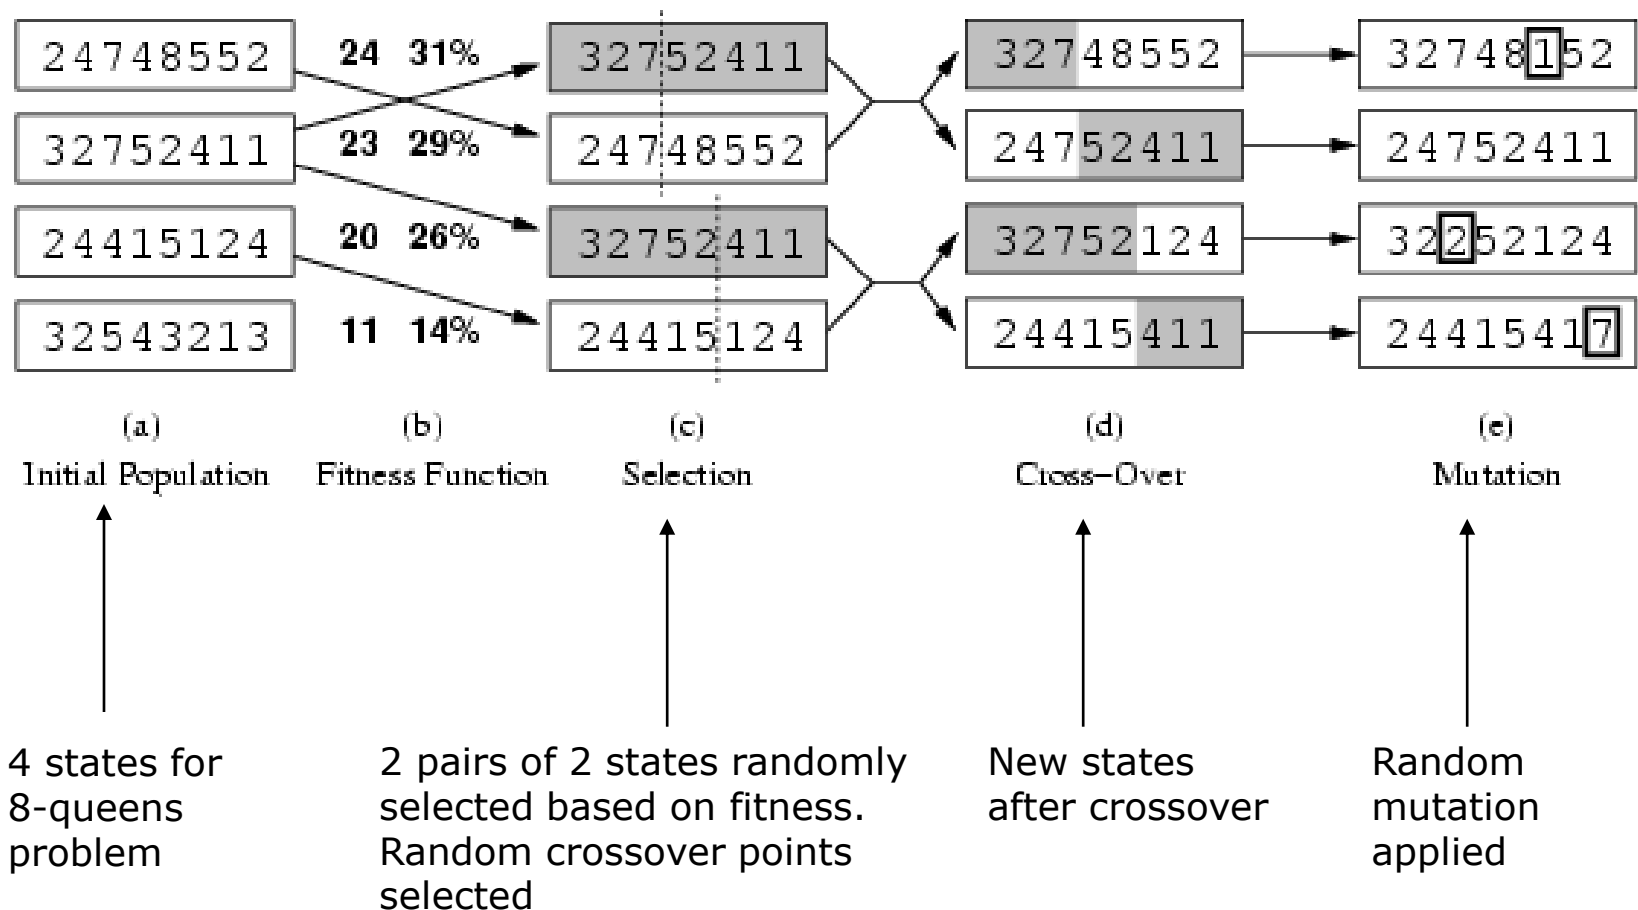 24748552 24 31% 32752411 32748552 32748152
32752411 23 29% 24748552 24752411 24752411
24415124 20 26% 32752411 32752124 32252124
32543213 11 14% 24415124 24415411 24415417
(a) (b) (c) (d) (e)
Initial Population Fitness Function Selection Cross-Over Mutation
4 states for
8-queens
problem
2 pairs of 2 states randomly
selected based on fitness.
Random crossover points
selected
New states
after crossover
Random
mutation
applied